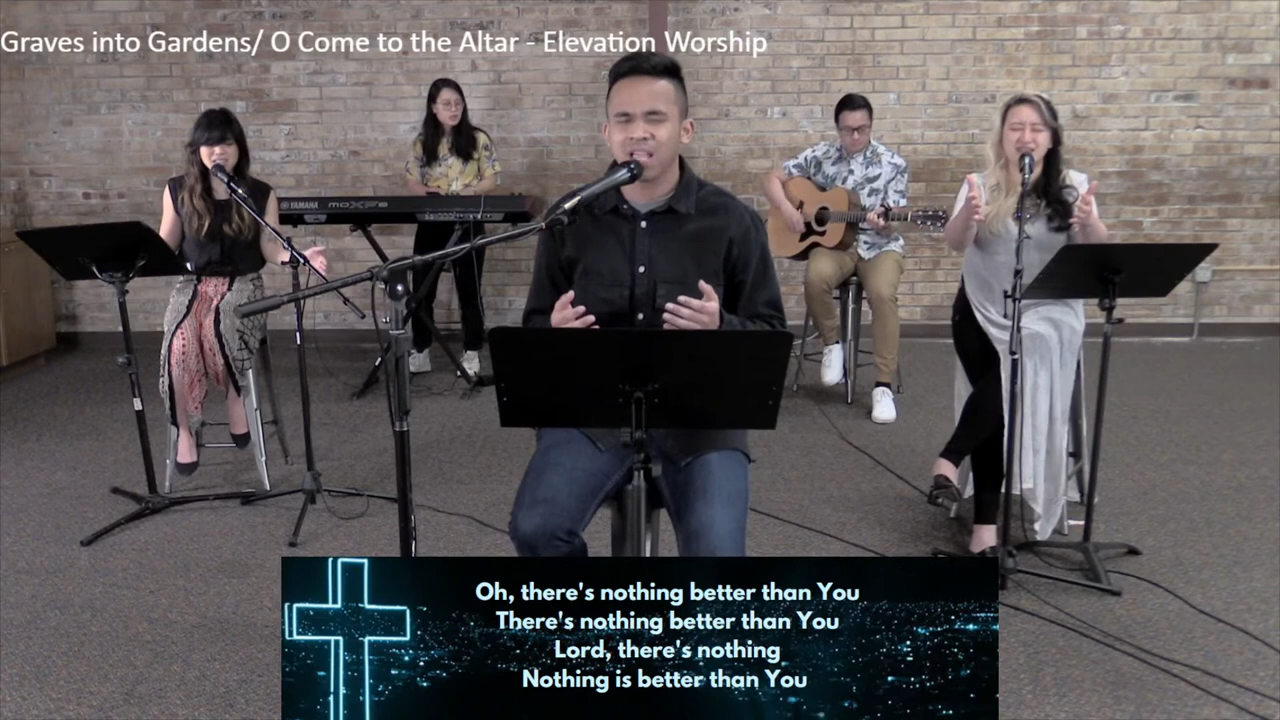 Graves into Gardens/ O Come to the Altar - Elevation Worship
YAMAHA MOXF8
Oh, there's nothing better than You
There's nothing better than You
Lord, there's nothing
Nothing is better than You